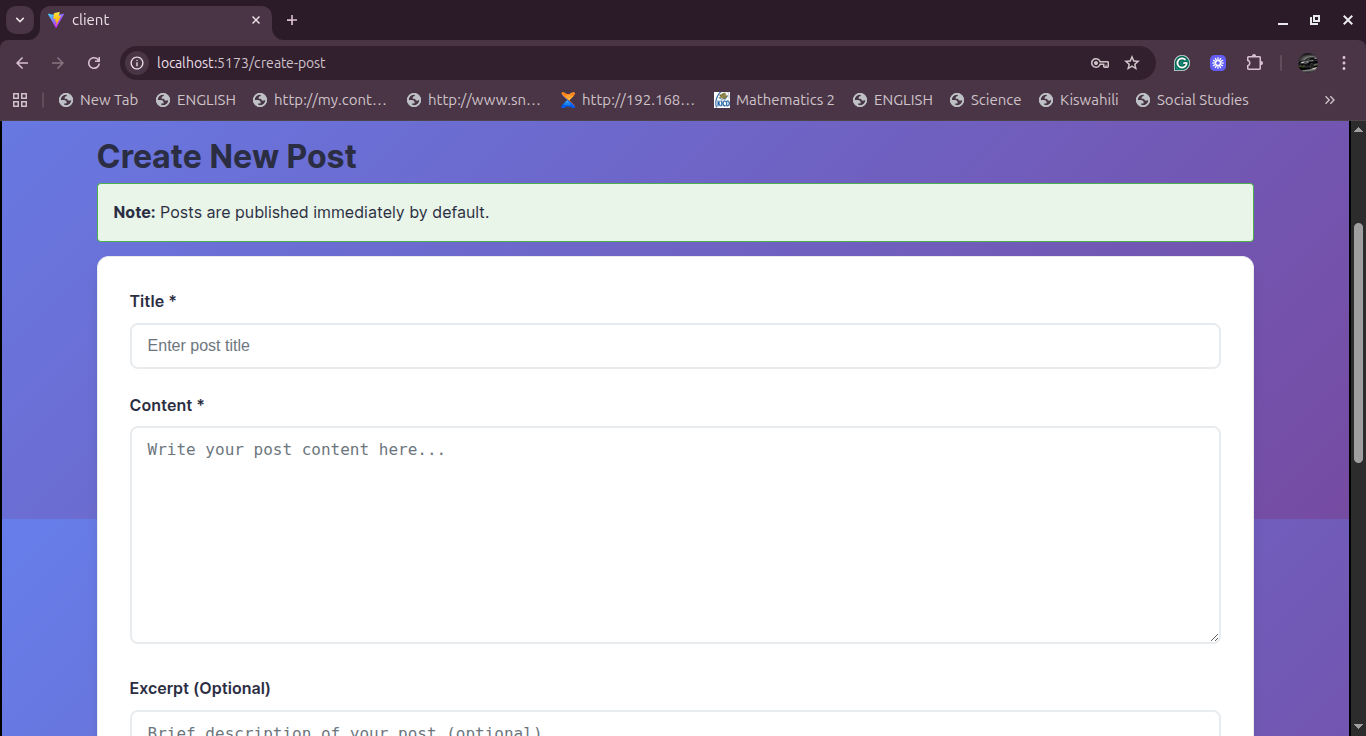 client
localhost:5173/create-post
New Tab ENGLISH http://my.cont... http://www.sn... http://192.168... Mathematics 2 ENGLISH Science Kiswahili Social Studies
Create New Post
Note: Posts are published immediately by default.
Title *
Enter post title
Content *
Write your post content here...
Excerpt (Optional)
Brief description of your post (optional)